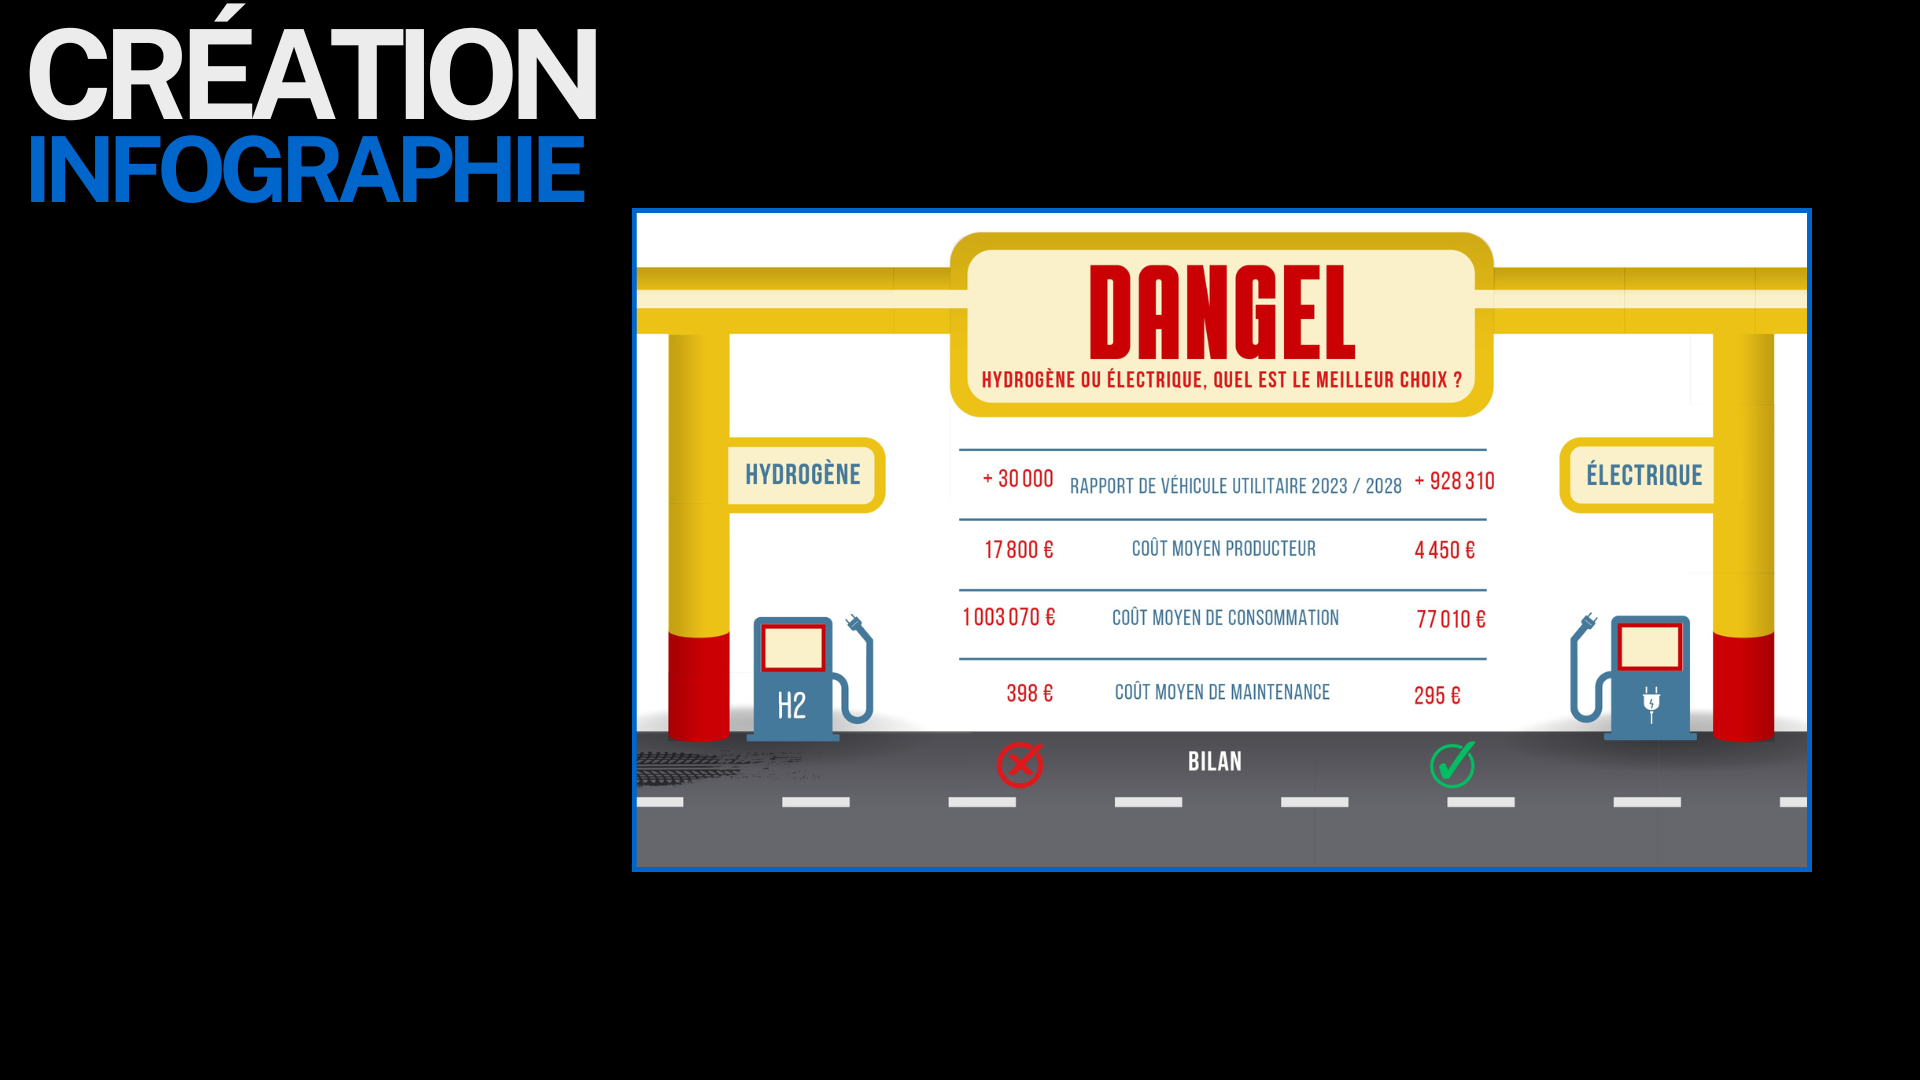 CRÉATION
INFOGRAPHIE
DANGEL
HYDROGÈNE OU ÉLECTRIQUE, QUEL EST LE MEILLEUR CHOIX ?
HYDROGÈNE
ÉLECTRIQUE
+ 30 000 RAPPORT DE VÉHICULE UTILITAIRE 2023 / 2028 + 928 310
17 800 € COÛT MOYEN PRODUCTEUR 4 450 €
1 003 070 € COÛT MOYEN DE CONSOMMATION 77 010 €
398 € COÛT MOYEN DE MAINTENANCE 295 €
H2
BILAN